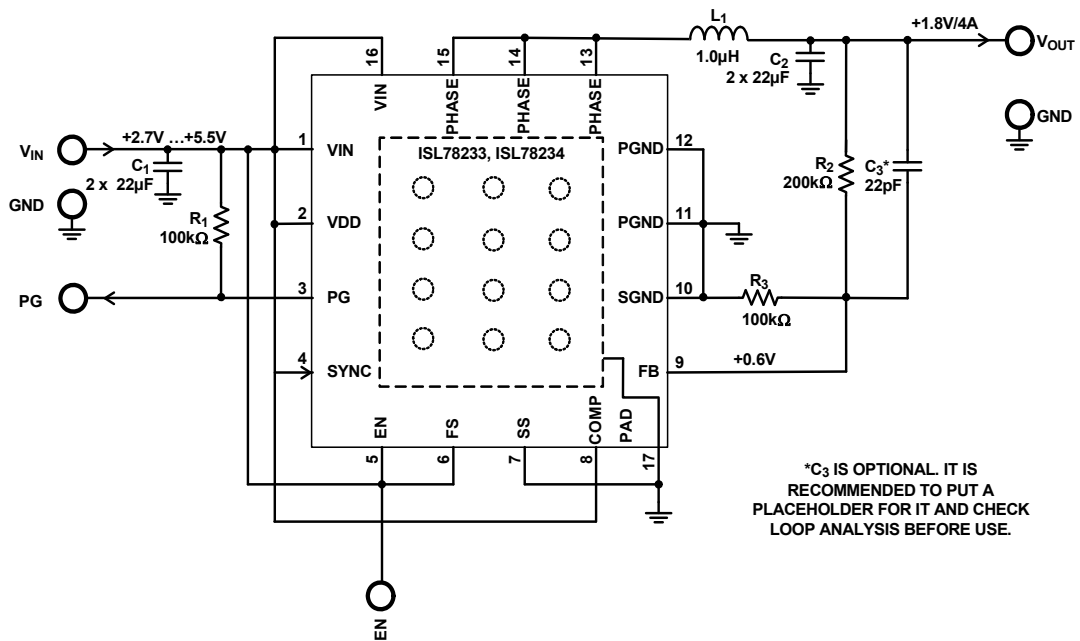 L1
1.0µH
+1.8V/4A
VOUT
C2
2 x 22µF
GND
16
15
14
13
VIN
PHASE
PHASE
PHASE
VIN
+2.7V …+5.5V
C1
2 x 22µF
GND
R1
100kΩ
PG
1
VIN
2
VDD
3
PG
4
SYNC
ISL78233, ISL78234
PGND
12
PGND
11
SGND
10
FB
9
R2
200kΩ
C3*
22pF
R3
100kΩ
+0.6V
EN
FS
SS
COMP
PAD
5
6
7
8
17
EN
*C3 IS OPTIONAL. IT IS
RECOMMENDED TO PUT A
PLACEHOLDER FOR IT AND CHECK
LOOP ANALYSIS BEFORE USE.